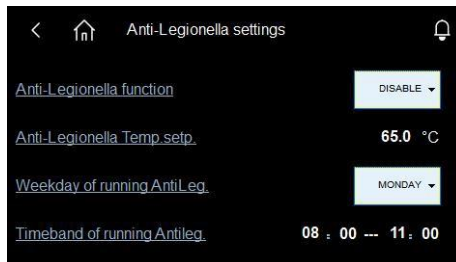 Anti-Legionella settings
Anti-Legionella function DISABLE
Anti-Legionella Temp.setp. 65.0 °C
Weekday of running AntiLeg. MONDAY
Timeband of running Antileg. 08 : 00 --- 11 : 00